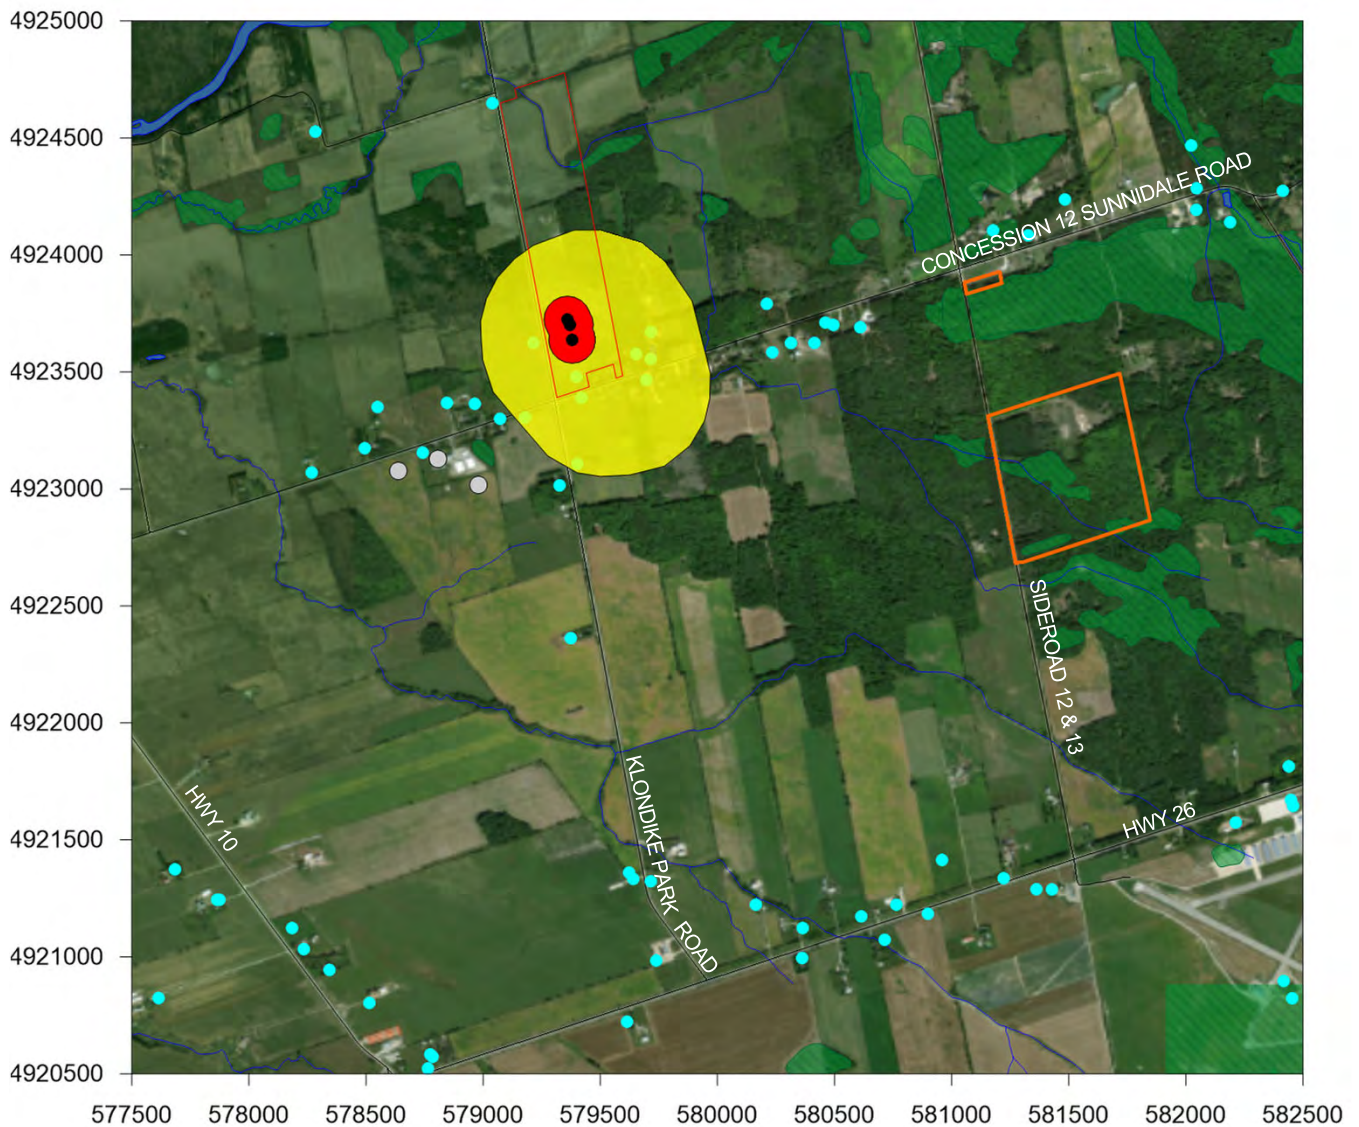 4925000
4924500
4924000
4923500
4923000
4922500
4922000
4921500
4921000
4920500
CONCESSION 12 SUNNIDALE ROAD
SIDEROAD 12 & 13
HWY 10
KLONDIKE PARK ROAD
HWY 26
577500 578000 578500 579000 579500 580000 580500 581000 581500 582000 582500